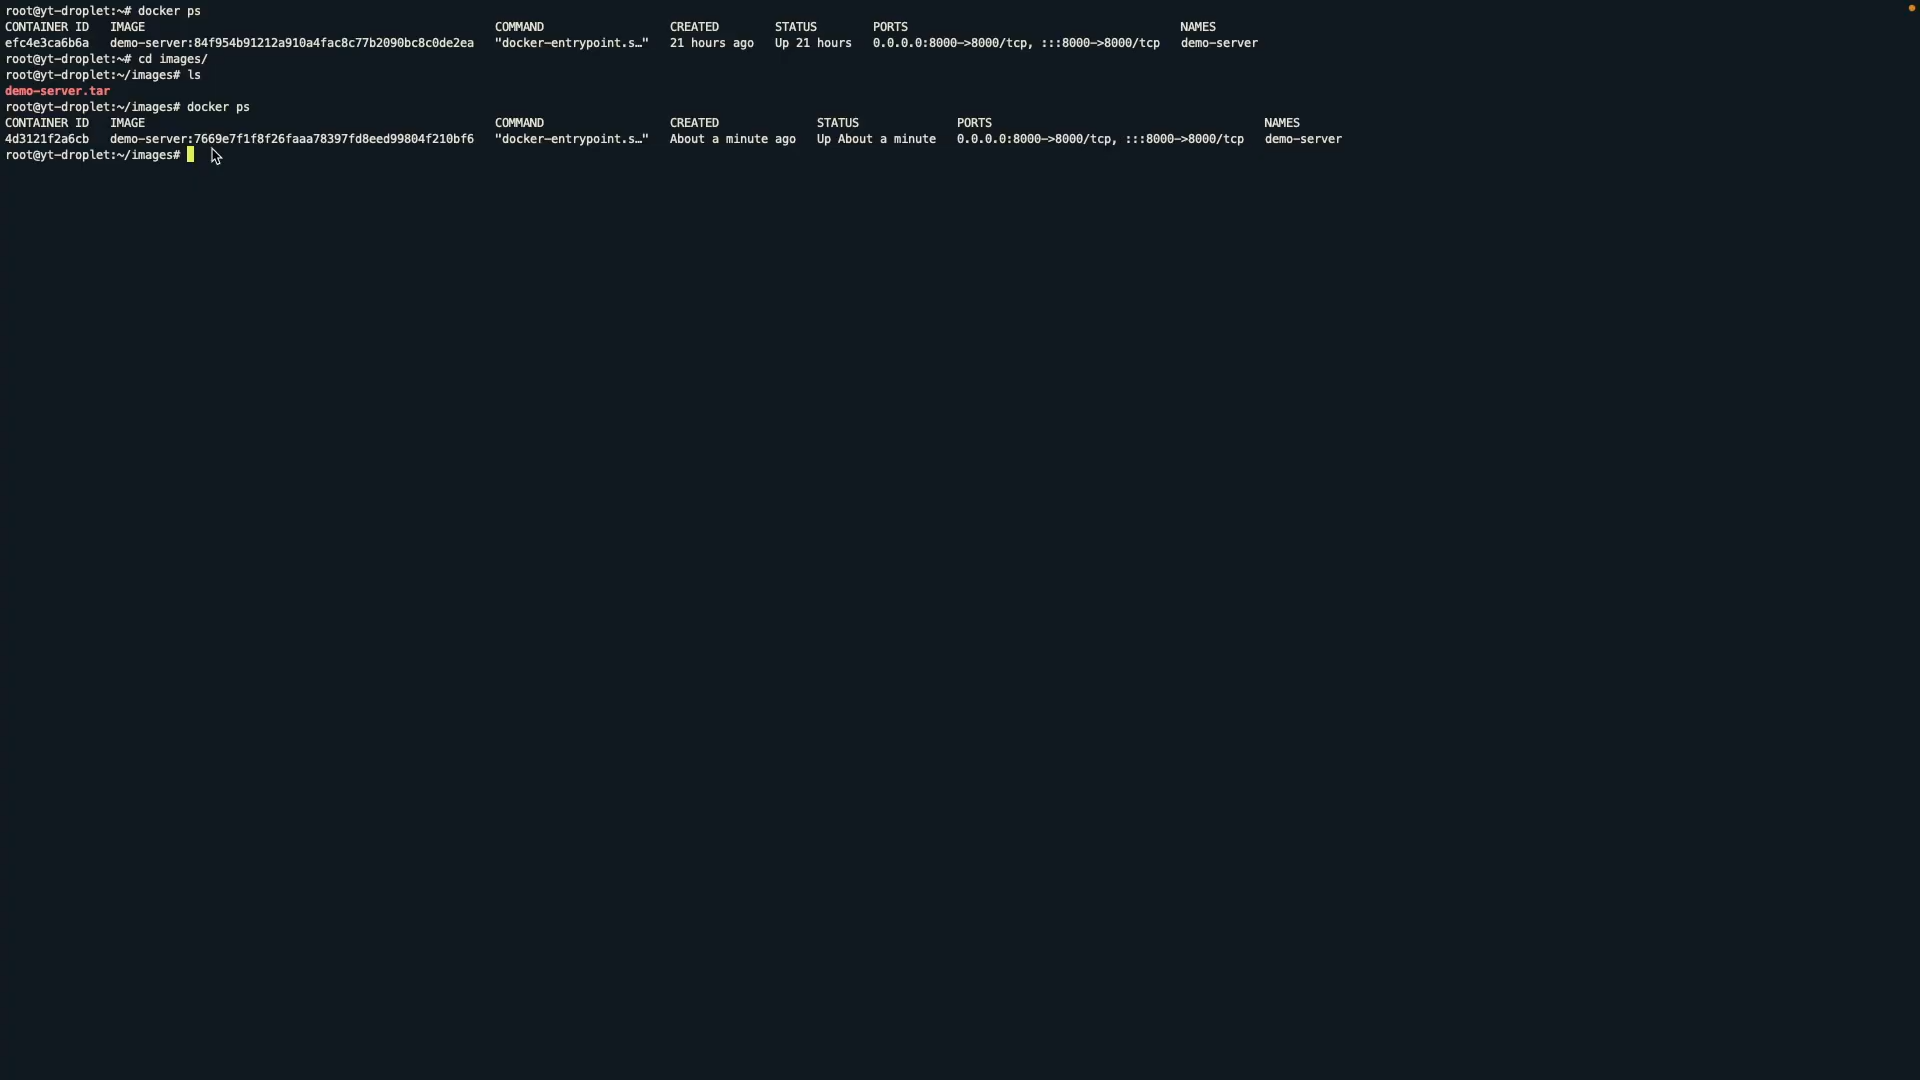 root@yt-droplet:~# docker ps
CONTAINER ID   IMAGE                                                  COMMAND                  CREATED        STATUS        PORTS                                       NAMES
efc4e3ca6b6a   demo-server:84f954b91212a910a4fac8c77b2090bc8c0de2ea   "docker-entrypoint.s…"   21 hours ago   Up 21 hours   0.0.0.0:8000->8000/tcp, :::8000->8000/tcp   demo-server
root@yt-droplet:~# cd images/
root@yt-droplet:~/images# ls
demo-server.tar
root@yt-droplet:~/images# docker ps
CONTAINER ID   IMAGE                                                  COMMAND                  CREATED              STATUS              PORTS                                       NAMES
4d3121f2a6cb   demo-server:7669e7f1f8f26faaa78397fd8eed99804f210bf6   "docker-entrypoint.s…"   About a minute ago   Up About a minute   0.0.0.0:8000->8000/tcp, :::8000->8000/tcp   demo-server
root@yt-droplet:~/images#